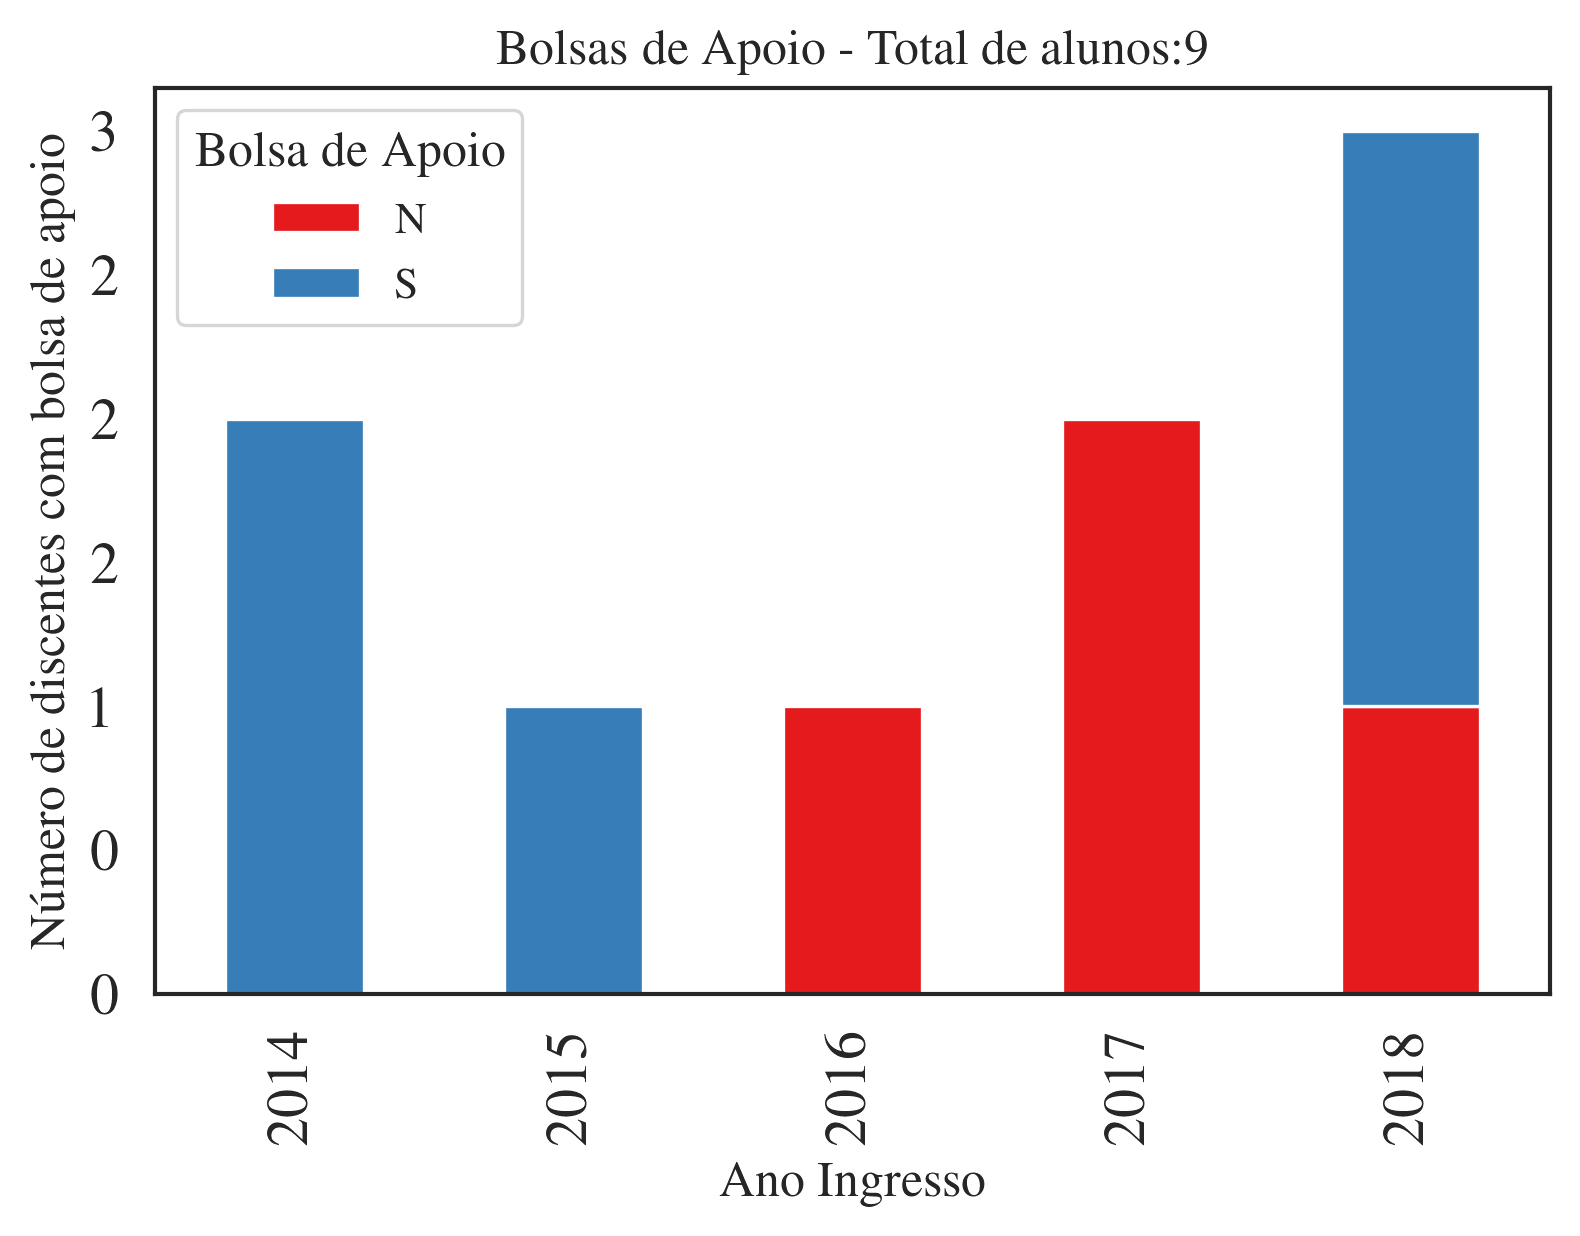 Bolsas de Apoio - Total de alunos:9
Bolsa de Apoio
N
S
Número de discentes com bolsa de apoio
3
2
2
2
1
0
0
2014
2015
2016
2017
2018
Ano Ingresso